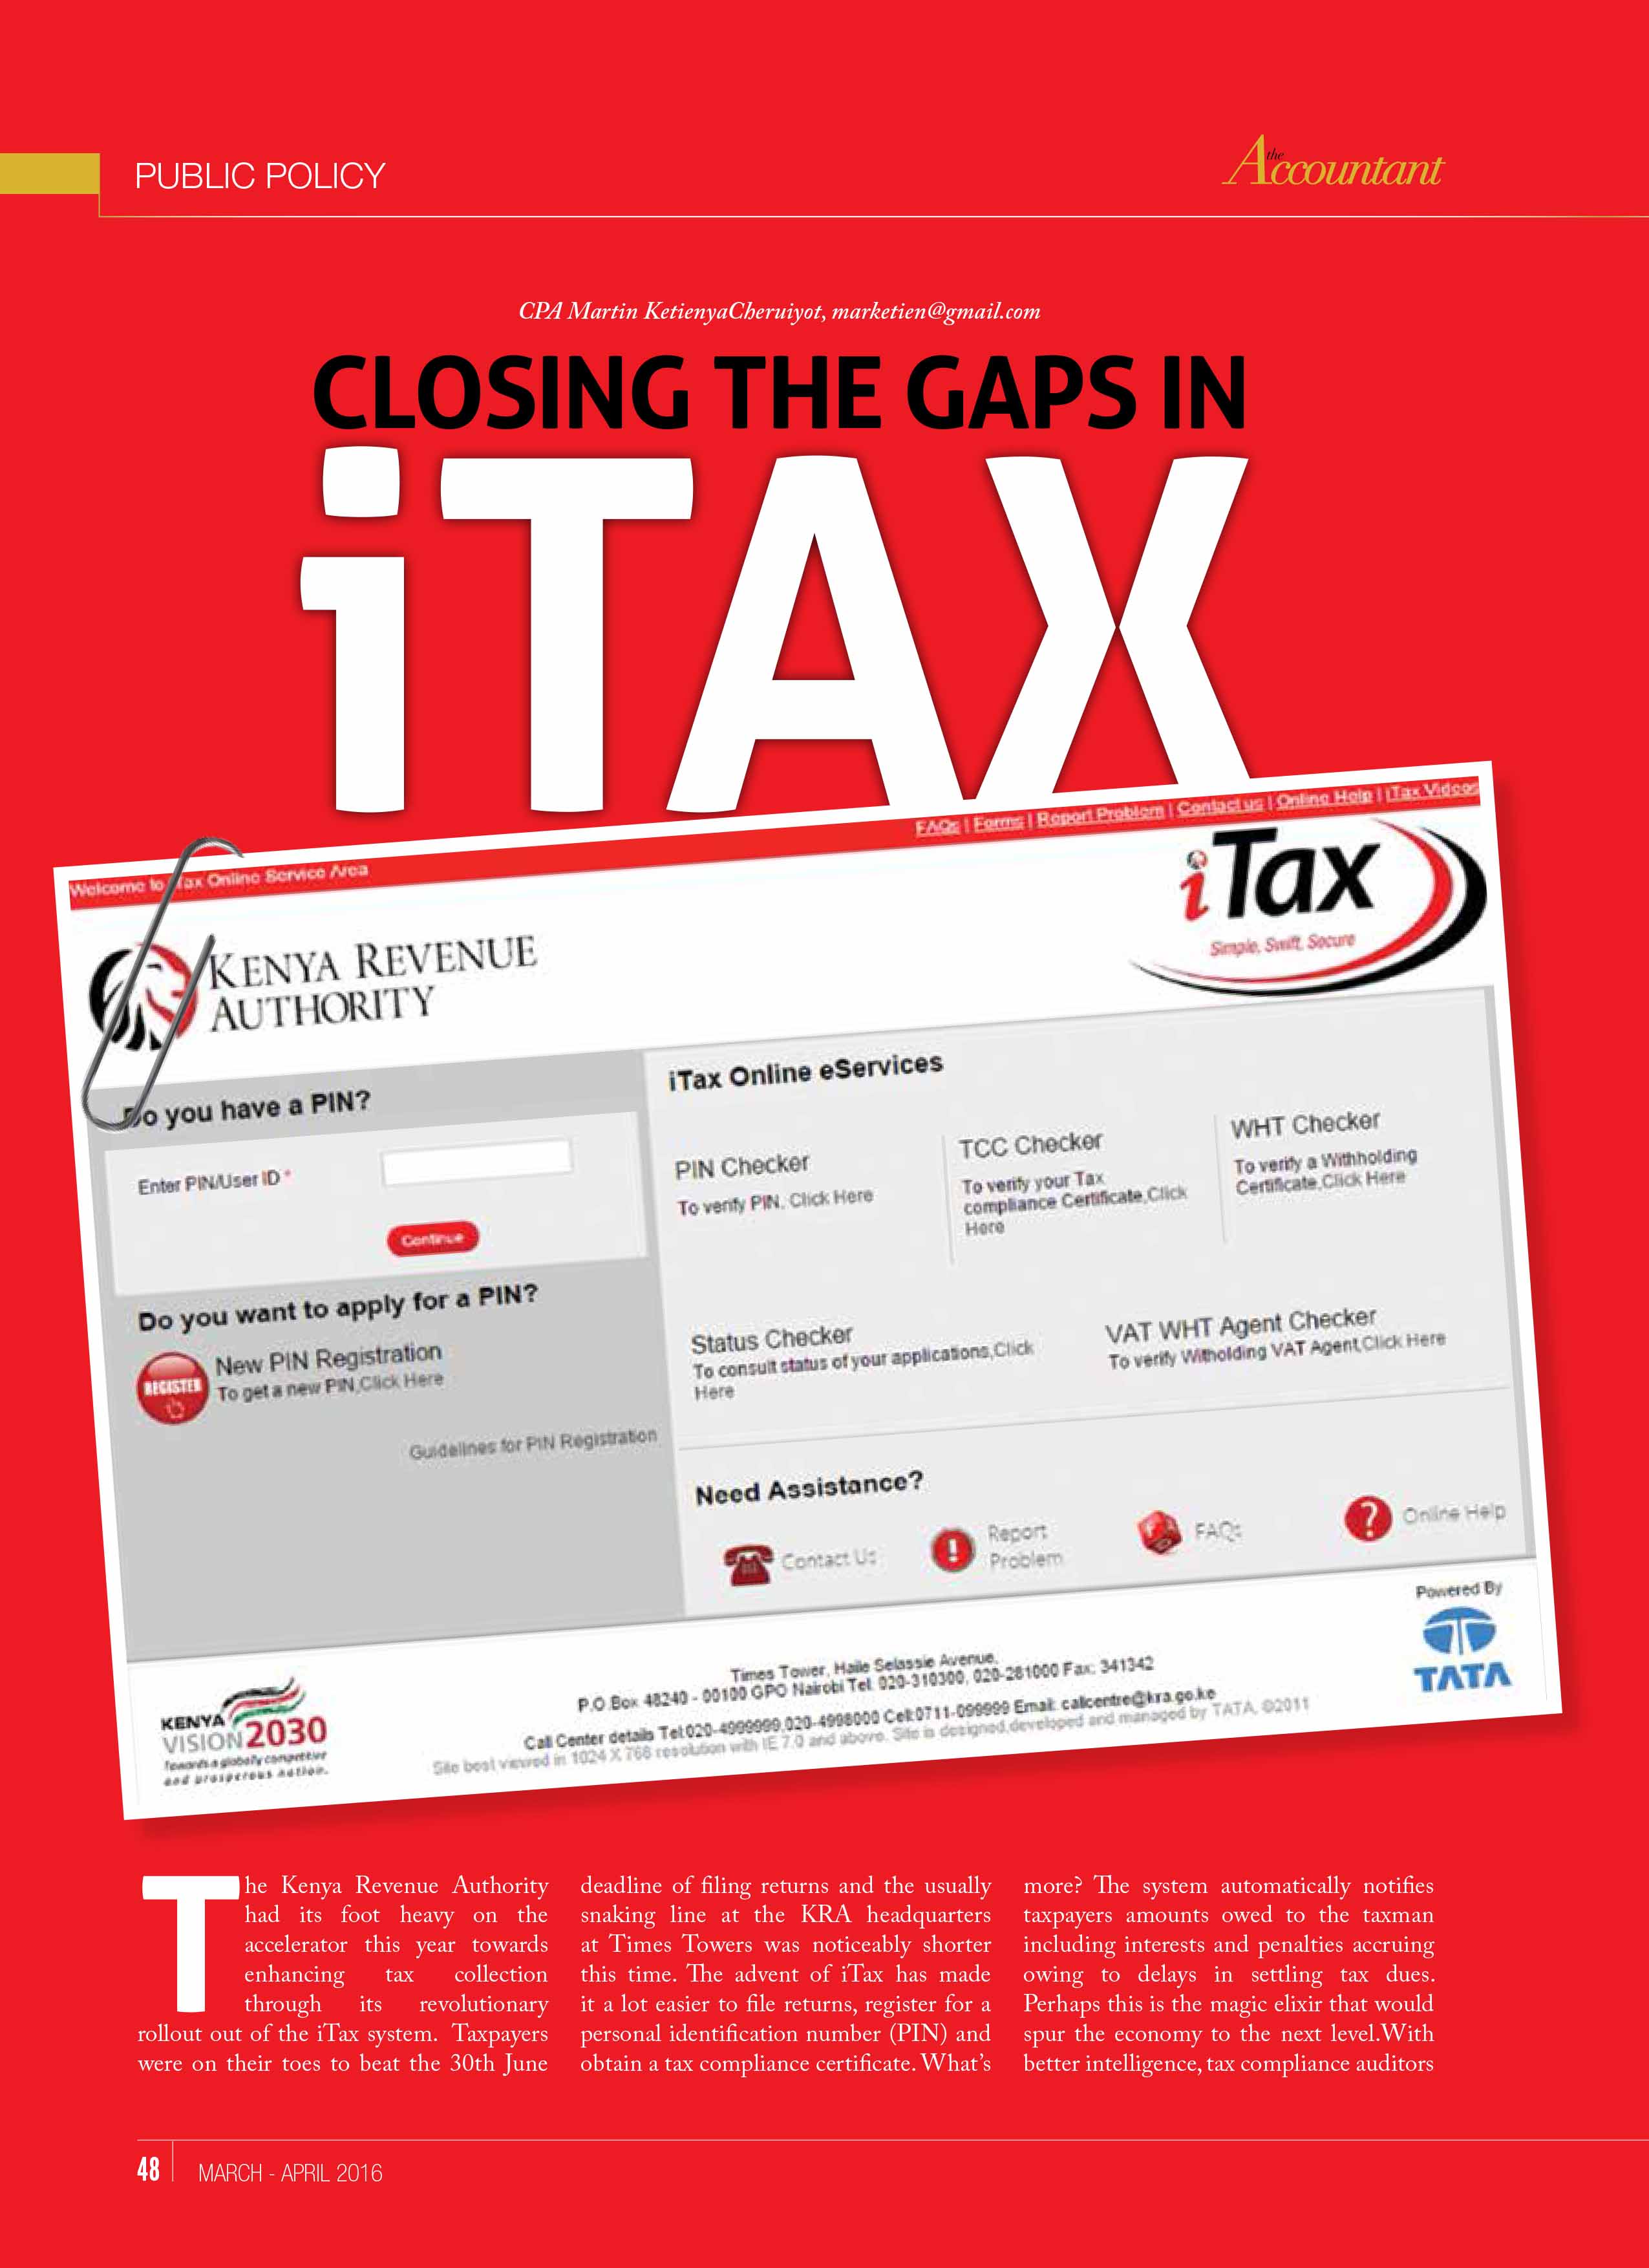 PUBLIC POLICY
the Accountant
CPA Martin KetienyaCheruiyot, marketien@gmail.com
CLOSING THE GAPS IN
iTAX
Welcome to iTax Online Service Area
FAQs | Forms | Report Problem | Contact us | Online Help | iTax Videos
KENYA REVENUE
AUTHORITY
iTax
Simple, Swift, Secure
Do you have a PIN?
Enter PIN/User ID *
Continue
Do you want to apply for a PIN?
REGISTER
New PIN Registration
To get a new PIN,Click Here
Guidelines for PIN Registration
iTax Online eServices
PIN Checker
To verify PIN, Click Here
TCC Checker
To verify your Tax
compliance Certificate,Click
Here
WHT Checker
To verify a Withholding
Certificate,Click Here
Status Checker
To consult status of your applications,Click
Here
VAT WHT Agent Checker
To verify Witholding VAT Agent,Click Here
Need Assistance?
Contact Us
Report
Problem
FAQs
Online Help
Powered By
TATA
KENYA
VISION 2030
Towards a globally competitive
and prosperous nation.
Times Tower, Haile Selassie Avenue,
P.O.Box 48240 - 00100 GPO Nairobi Tel. 020-310300, 020-281000 Fax: 341342
Call Center details Tel:020-4999999,020-4998000 Cell:0711-099999 Email: callcentre@kra.go.ke
Site best viewed in 1024 X 768 resolution with IE 7.0 and above. Site is designed,developed and managed by TATA, ©2011
The Kenya Revenue Authority
had its foot heavy on the
accelerator this year towards
enhancing tax collection
through its revolutionary
rollout out of the iTax system. Taxpayers
were on their toes to beat the 30th June
deadline of filing returns and the usually
snaking line at the KRA headquarters
at Times Towers was noticeably shorter
this time. The advent of iTax has made
it a lot easier to file returns, register for a
personal identification number (PIN) and
obtain a tax compliance certificate. What’s
more? The system automatically notifies
taxpayers amounts owed to the taxman
including interests and penalties accruing
owing to delays in settling tax dues.
Perhaps this is the magic elixir that would
spur the economy to the next level.With
better intelligence, tax compliance auditors
48
MARCH - APRIL 2016